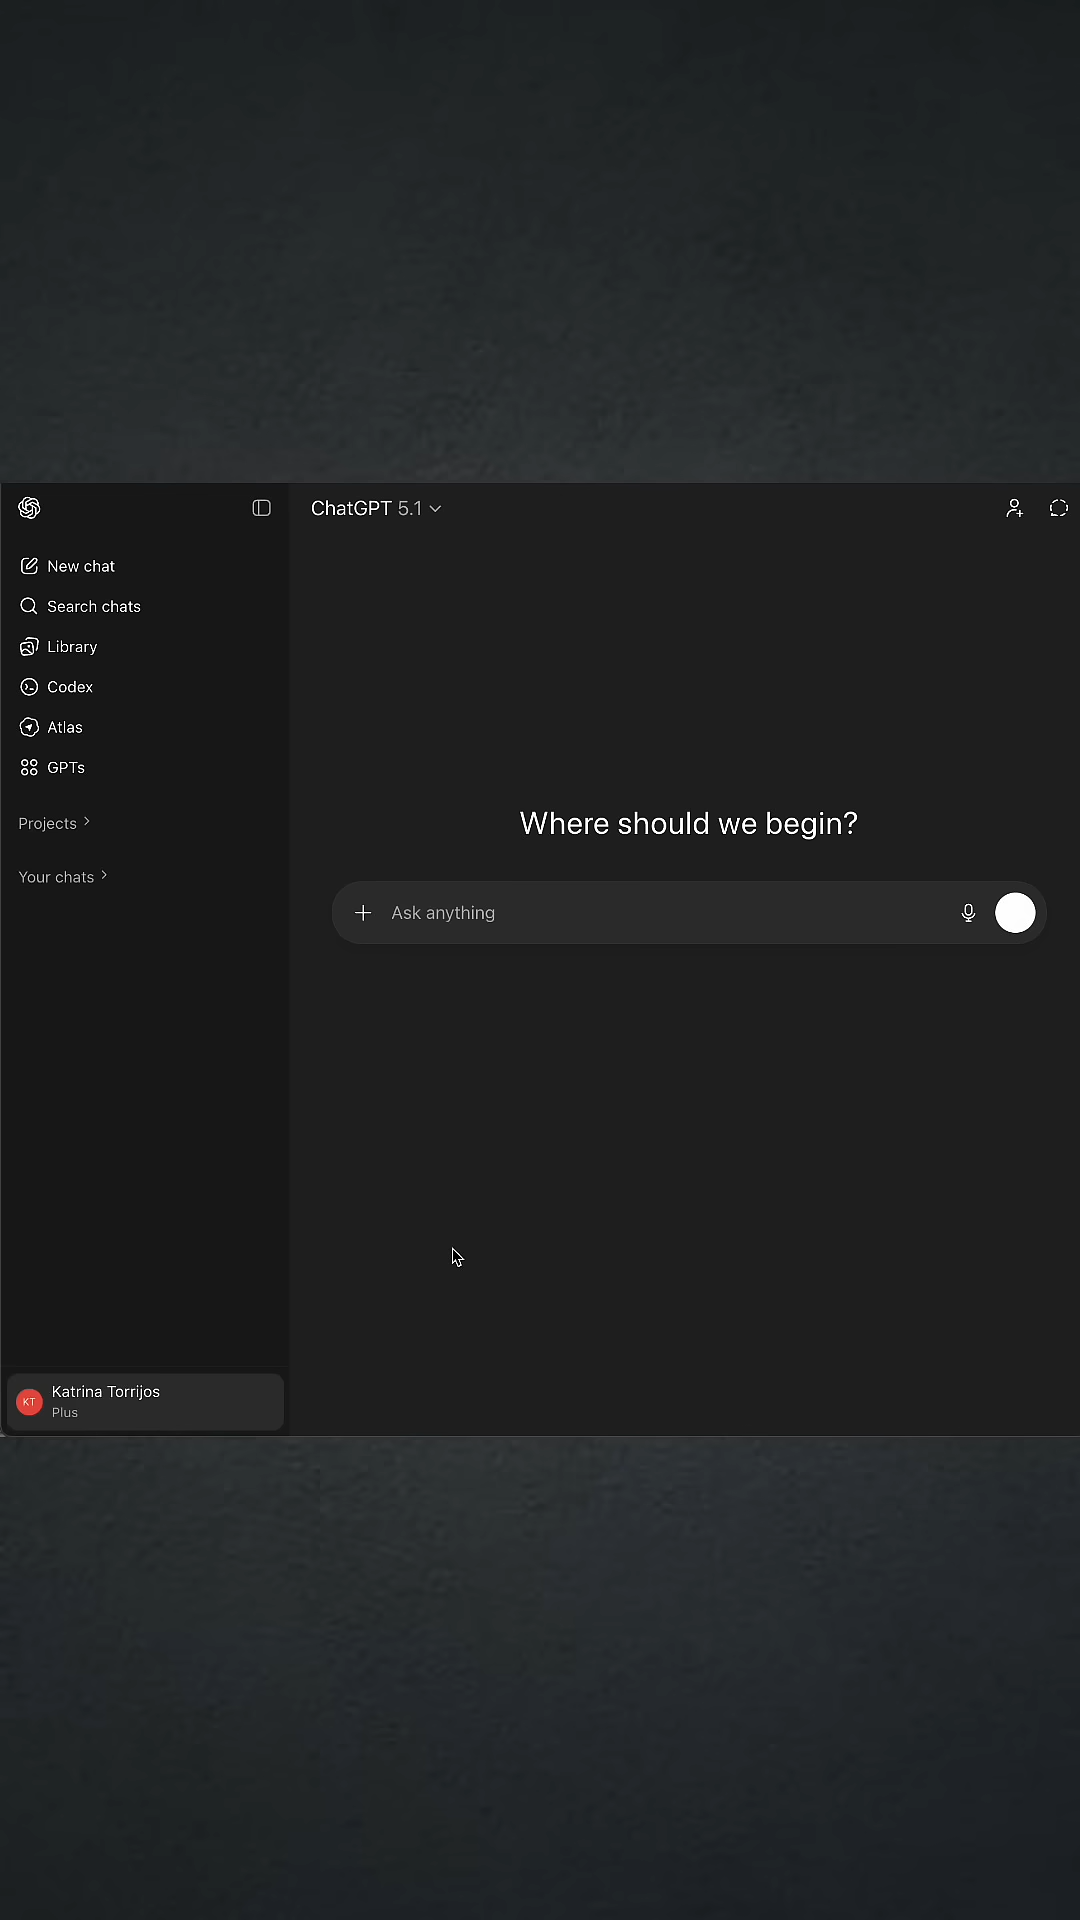 ChatGPT 5.1
New chat
Search chats
Library
Codex
Atlas
GPTs
Projects
Your chats
Where should we begin?
Ask anything
KT
Katrina Torrijos
Plus